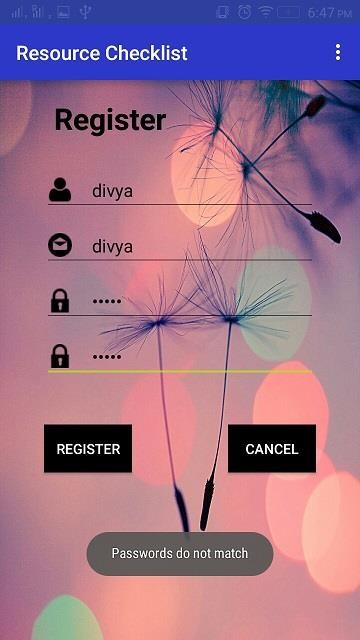 6:47 PM
Resource Checklist
Register
divya
divya
•••••
•••••
REGISTER
CANCEL
Passwords do not match